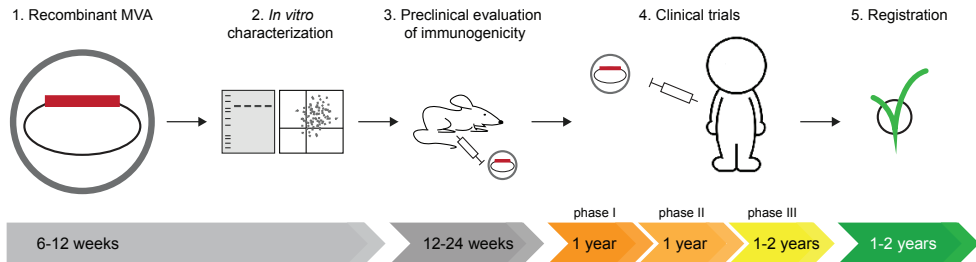 1. Recombinant MVA
2. In vitro
characterization
3. Preclinical evaluation
of immunogenicity
4. Clinical trials
5. Registration
phase I
phase II
phase III
6-12 weeks
12-24 weeks
1 year
1 year
1-2 years
1-2 years